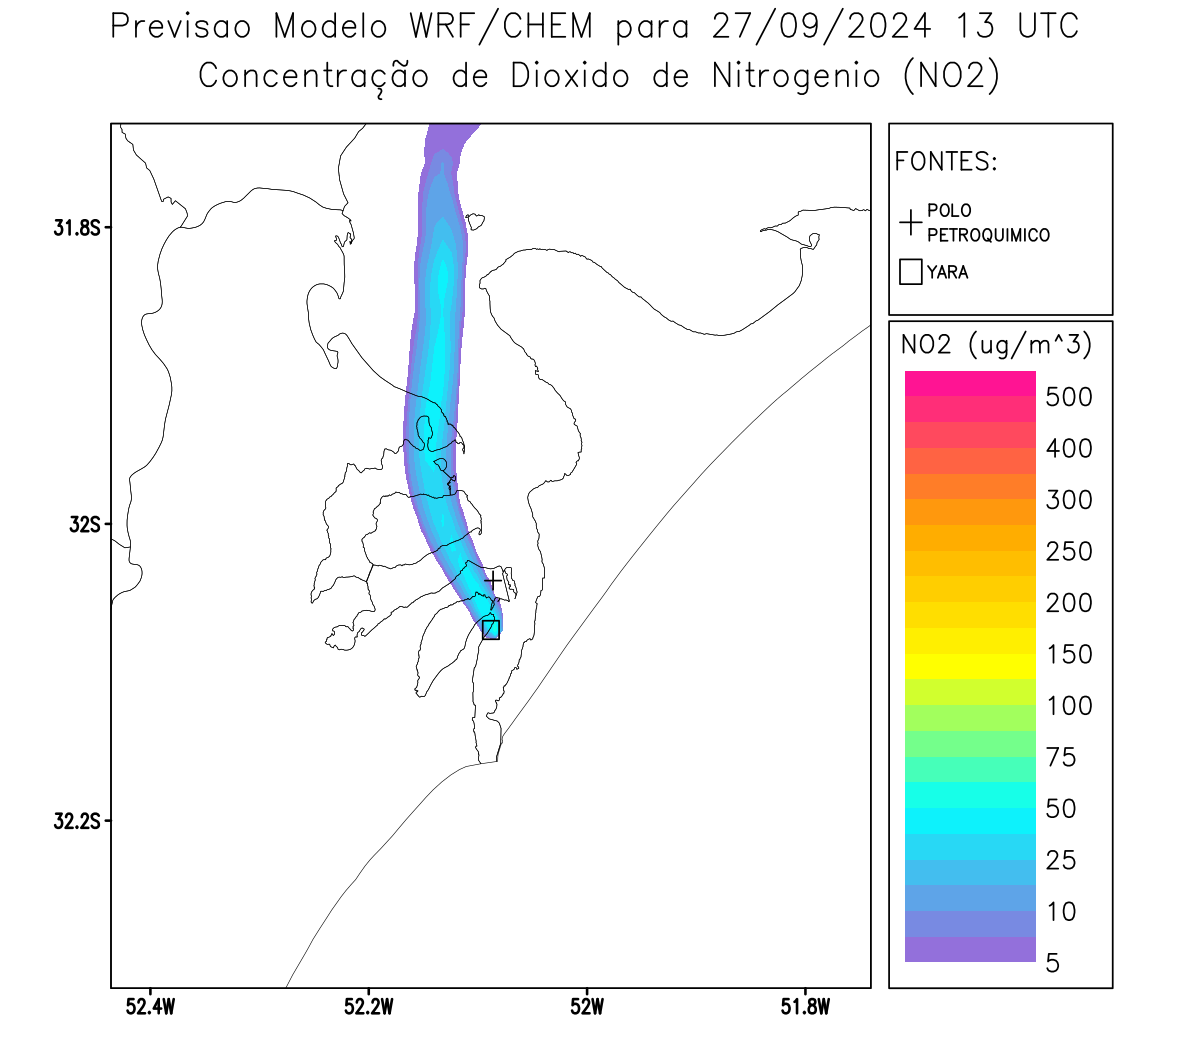 Previsao Modelo WRF/CHEM para 27/09/2024 13 UTC
Concentração de Dioxido de Nitrogenio (NO2)
FONTES:
POLO
PETROQUIMICO
YARA
31.8S
32S
32.2S
52.4W
52.2W
52W
51.8W
NO2 (ug/m^3)
500
400
300
250
200
150
100
75
50
25
10
5